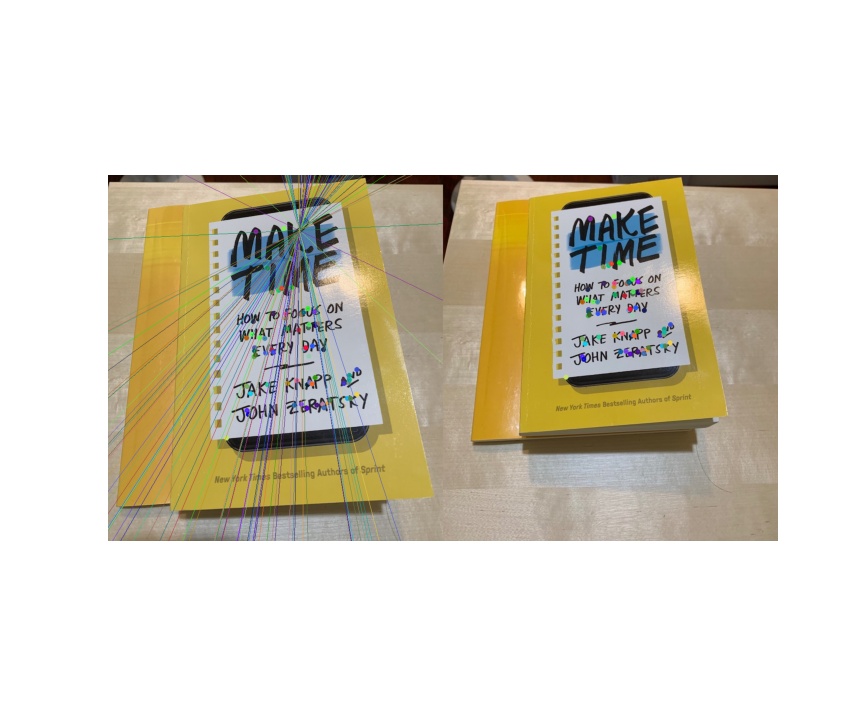 MAKE
TIME
HOW TO FOCUS ON
WHAT MATTERS
EVERY DAY
JAKE KNAPP AND
JOHN ZERATSKY
New York Times Bestselling Authors of Sprint
MAKE
TIME
HOW TO FOCUS ON
WHAT MATTERS
EVERY DAY
JAKE KNAPP AND
JOHN ZERATSKY
New York Times Bestselling Authors of Sprint